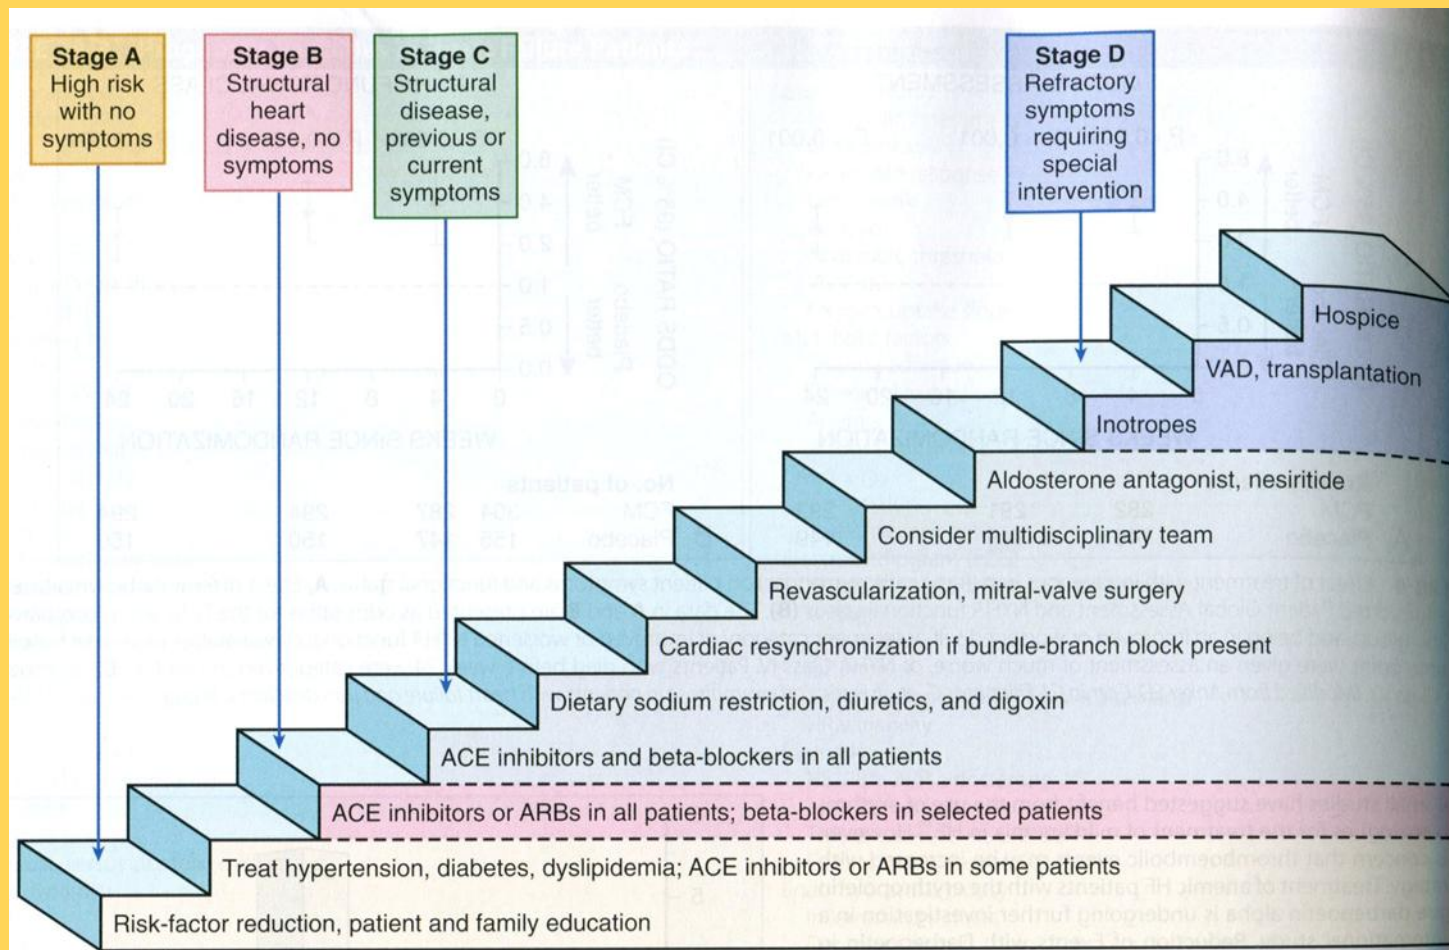 Stage A
High risk
with no
symptoms
Stage B
Structural
heart
disease, no
symptoms
Stage C
Structural
disease,
previous or
current
symptoms
Stage D
Refractory
symptoms
requiring
special
intervention
Hospice
VAD, transplantation
Inotropes
Aldosterone antagonist, nesiritide
Consider multidisciplinary team
Revascularization, mitral-valve surgery
Cardiac resynchronization if bundle-branch block present
Dietary sodium restriction, diuretics, and digoxin
ACE inhibitors and beta-blockers in all patients
ACE inhibitors or ARBs in all patients; beta-blockers in selected patients
Treat hypertension, diabetes, dyslipidemia; ACE inhibitors or ARBs in some patients
Risk-factor reduction, patient and family education